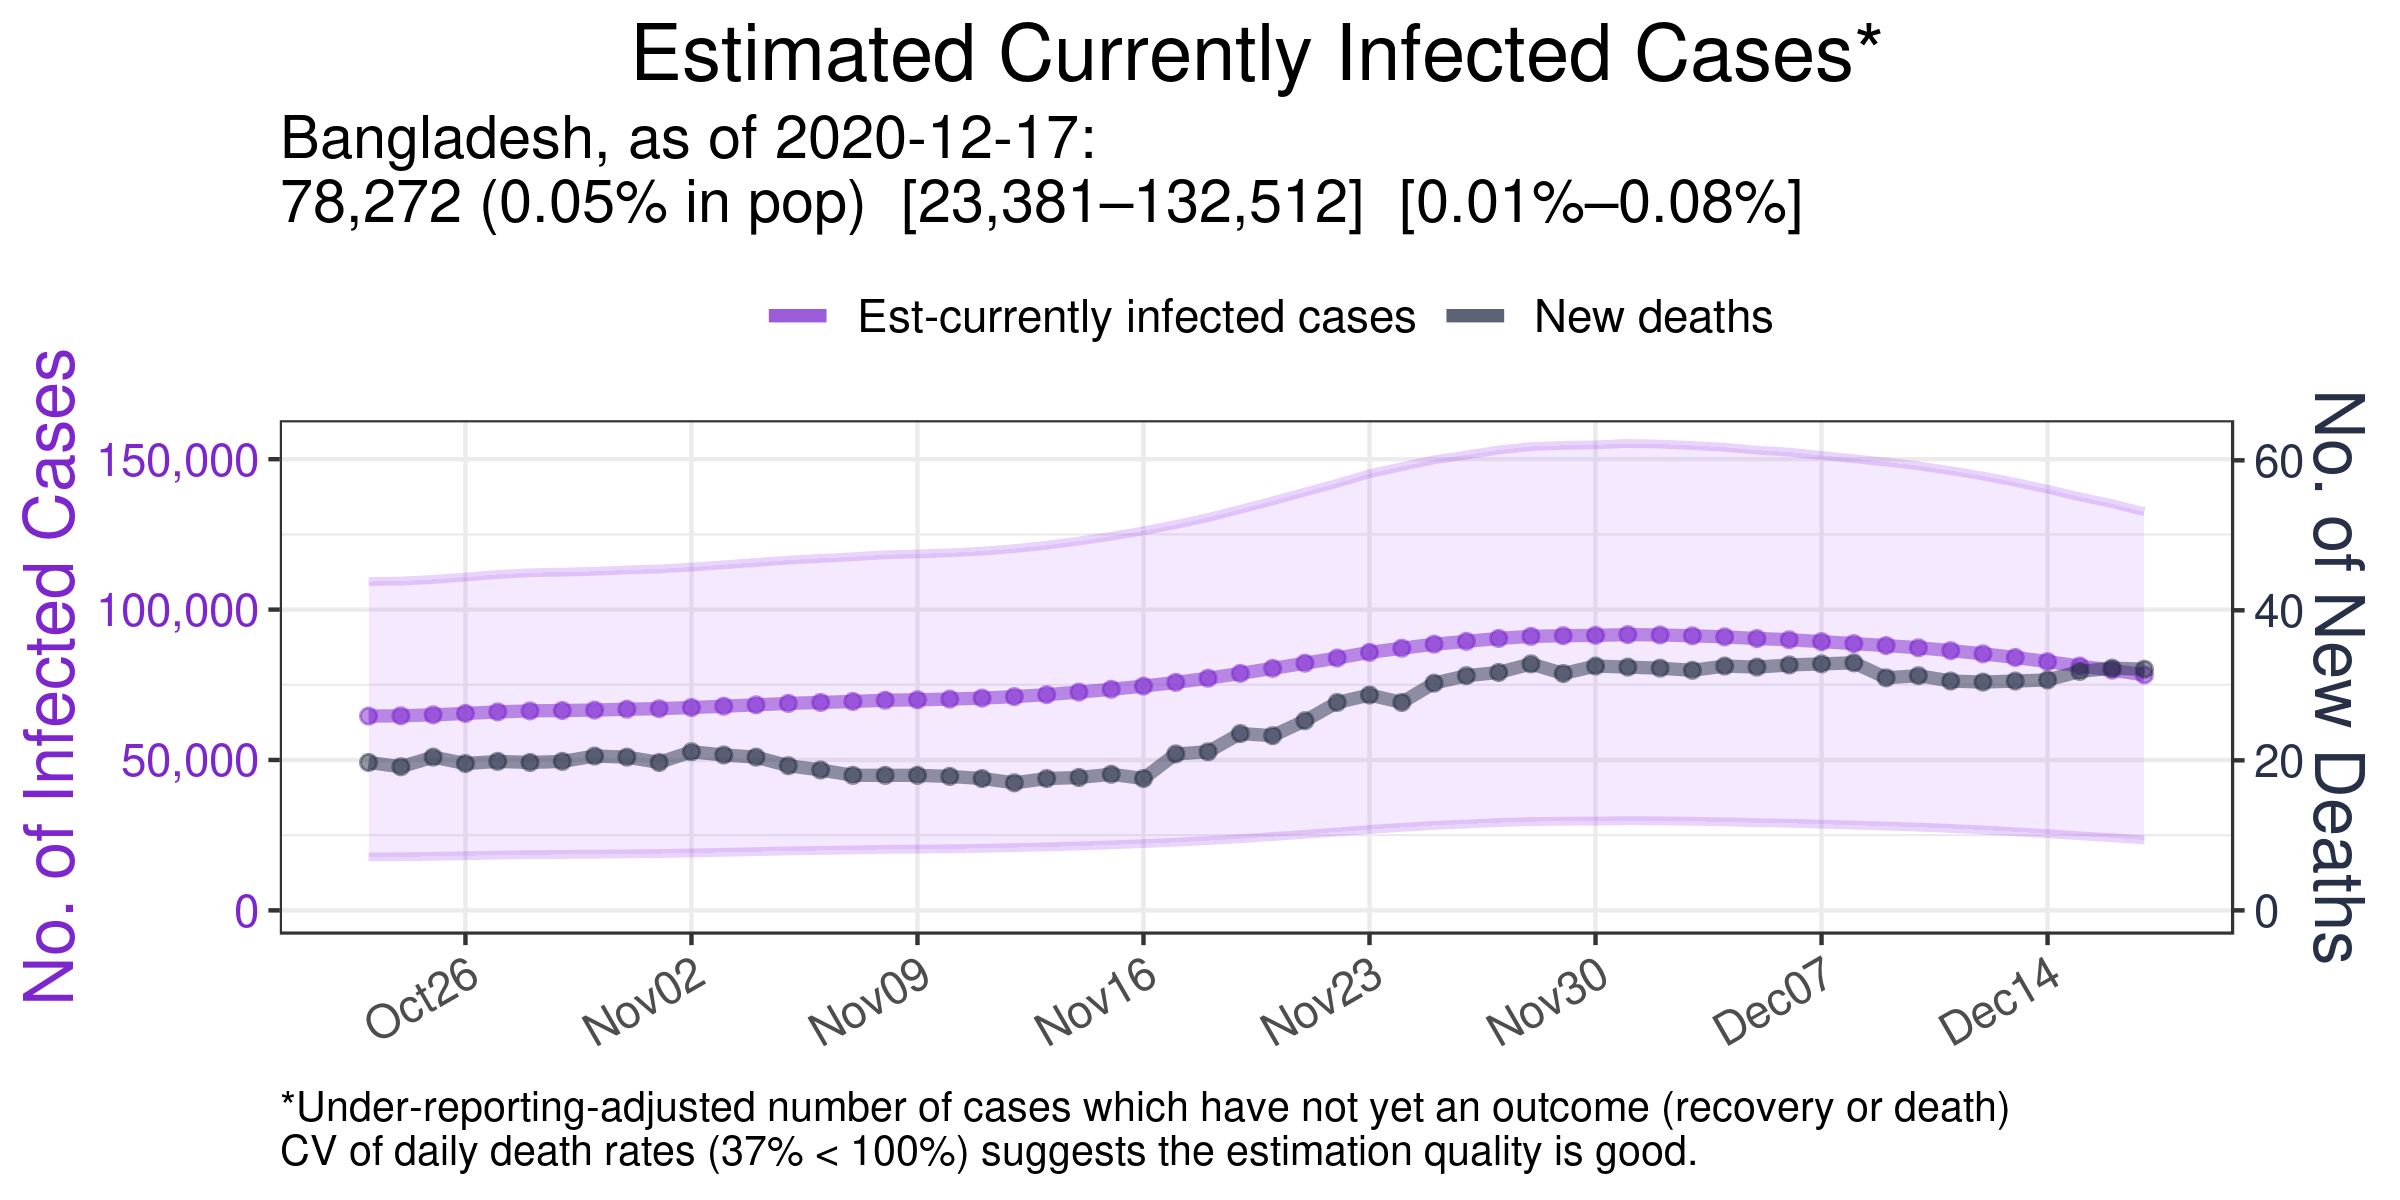 Estimated Currently Infected Cases*
Bangladesh, as of 2020-12-17:
78,272 (0.05% in pop)  [23,381–132,512]  [0.01%–0.08%]
Est-currently infected cases
New deaths
No. of Infected Cases
150,000
100,000
50,000
0
60
40
20
0
No. of New Deaths
Oct26
Nov02
Nov09
Nov16
Nov23
Nov30
Dec07
Dec14
*Under-reporting-adjusted number of cases which have not yet an outcome (recovery or death)
CV of daily death rates (37% < 100%) suggests the estimation quality is good.